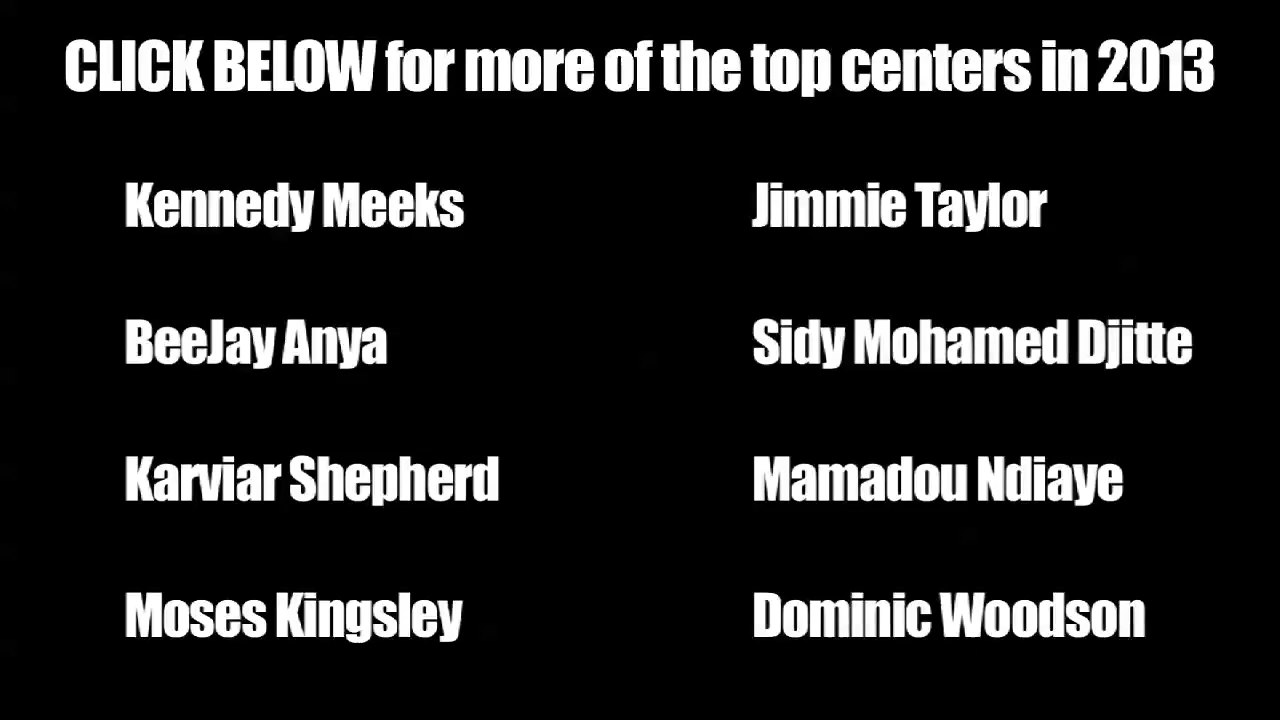 CLICK BELOW for more of the top centers in 2013
Kennedy Meeks
Jimmie Taylor
BeeJay Anya
Sidy Mohamed Djitte
Karviar Shepherd
Mamadou Ndiaye
Moses Kingsley
Dominic Woodson